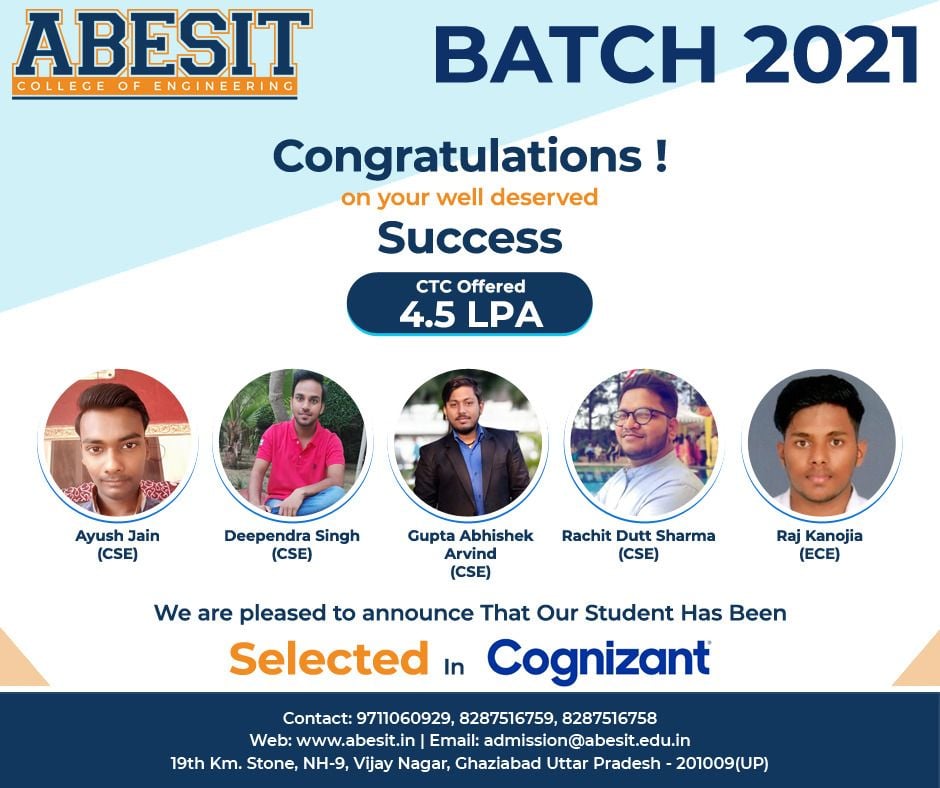 ABESIT
COLLEGE OF ENGINEERING
BATCH 2021
Congratulations !
on your well deserved
Success
CTC Offered
4.5 LPA
Ayush Jain
(CSE)
Deependra Singh
(CSE)
Gupta Abhishek
Arvind
(CSE)
Rachit Dutt Sharma
(CSE)
Raj Kanojia
(ECE)
We are pleased to announce That Our Student Has Been
Selected In Cognizant
Contact: 9711060929, 8287516759, 8287516758
Web: www.abesit.in | Email: admission@abesit.edu.in
19th Km. Stone, NH-9, Vijay Nagar, Ghaziabad Uttar Pradesh - 201009(UP)